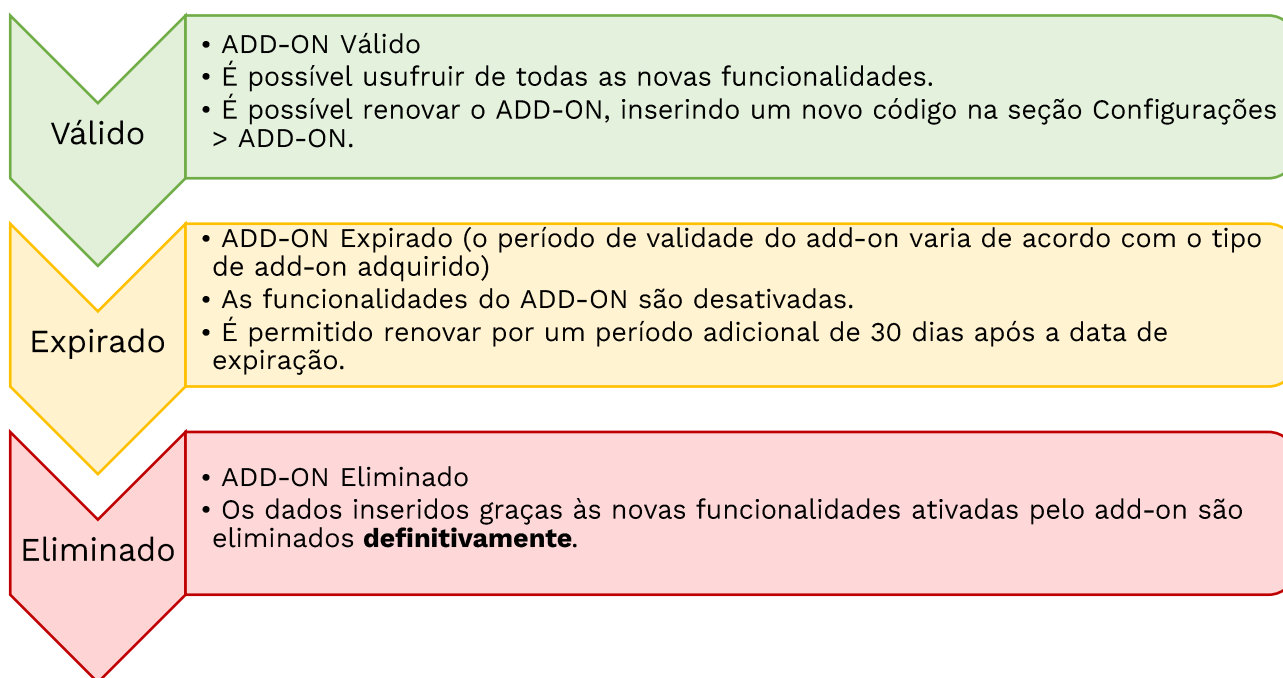 Válido
• ADD-ON Válido
• É possível usufruir de todas as novas funcionalidades.
• É possível renovar o ADD-ON, inserindo um novo código na seção Configurações
> ADD-ON.
Expirado
• ADD-ON Expirado (o período de validade do add-on varia de acordo com o tipo
de add-on adquirido)
• As funcionalidades do ADD-ON são desativadas.
• É permitido renovar por um período adicional de 30 dias após a data de
expiração.
Eliminado
• ADD-ON Eliminado
• Os dados inseridos graças às novas funcionalidades ativadas pelo add-on são
eliminados definitivamente.